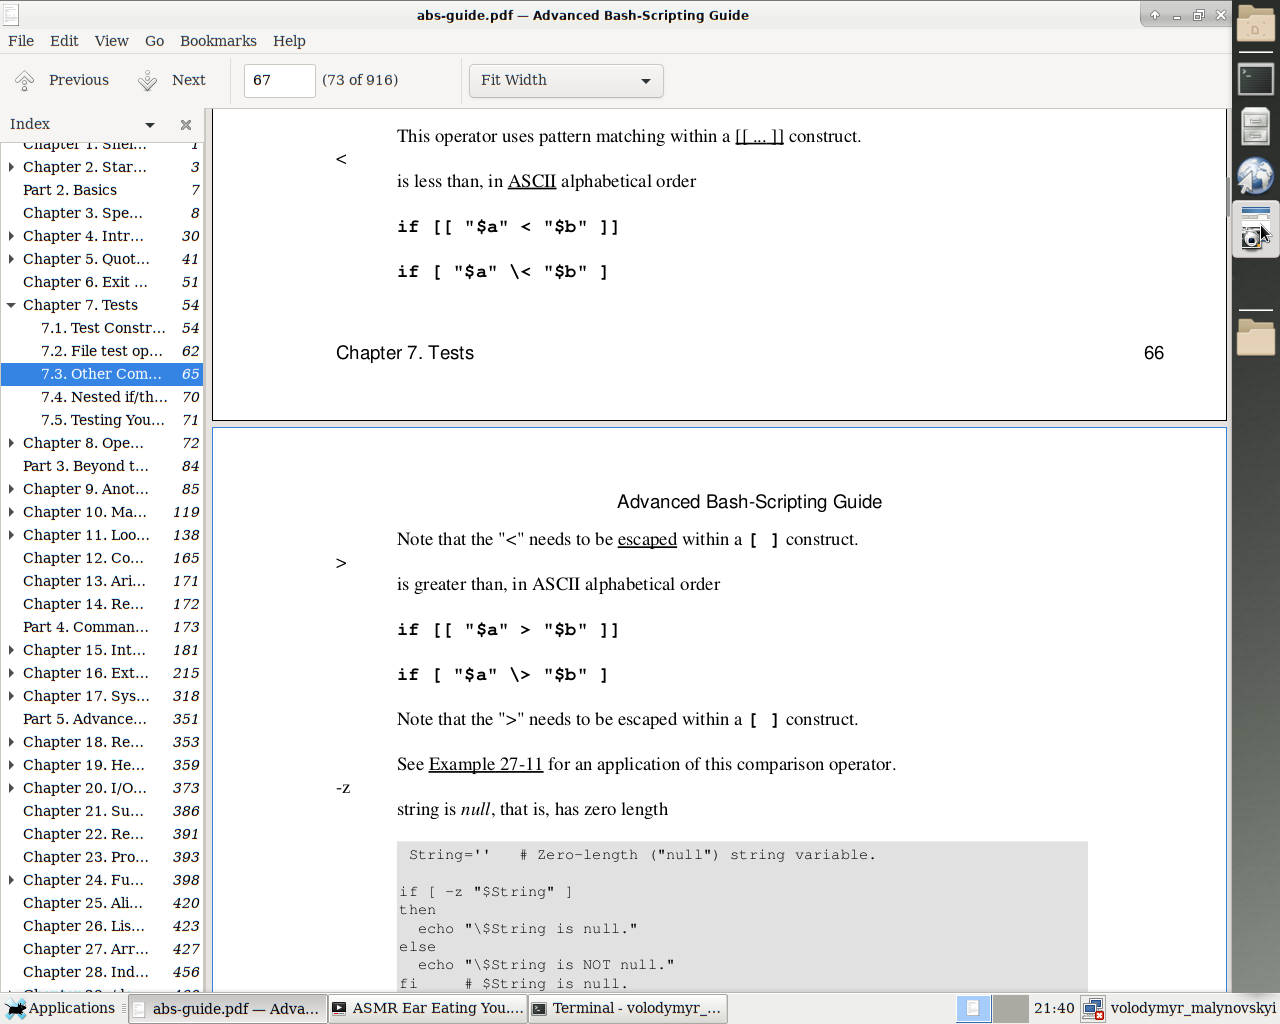 abs-guide.pdf — Advanced Bash-Scripting Guide
File Edit View Go Bookmarks Help
Previous Next 67 (73 of 916) Fit Width
Index
Chapter 1. Shel... 1
Chapter 2. Star... 3
Part 2. Basics 7
Chapter 3. Spe... 8
Chapter 4. Intr... 30
Chapter 5. Quot... 41
Chapter 6. Exit ... 51
Chapter 7. Tests 54
7.1. Test Constr... 54
7.2. File test op... 62
7.3. Other Com... 65
7.4. Nested if/th... 70
7.5. Testing You... 71
Chapter 8. Ope... 72
Part 3. Beyond t... 84
Chapter 9. Anot... 85
Chapter 10. Ma... 119
Chapter 11. Loo... 138
Chapter 12. Co... 165
Chapter 13. Ari... 171
Chapter 14. Re... 172
Part 4. Comman... 173
Chapter 15. Int... 181
Chapter 16. Ext... 215
Chapter 17. Sys... 318
Part 5. Advance... 351
Chapter 18. Re... 353
Chapter 19. He... 359
Chapter 20. I/O... 373
Chapter 21. Su... 386
Chapter 22. Re... 391
Chapter 23. Pro... 393
Chapter 24. Fu... 398
Chapter 25. Ali... 420
Chapter 26. Lis... 423
Chapter 27. Arr... 427
Chapter 28. Ind... 456
This operator uses pattern matching within a [[ ... ]] construct.
<
is less than, in ASCII alphabetical order
if [[ "$a" < "$b" ]]
if [ "$a" \< "$b" ]
Chapter 7. Tests 66
Advanced Bash-Scripting Guide
Note that the "<" needs to be escaped within a [ ] construct.
>
is greater than, in ASCII alphabetical order
if [[ "$a" > "$b" ]]
if [ "$a" \> "$b" ]
Note that the ">" needs to be escaped within a [ ] construct.
See Example 27-11 for an application of this comparison operator.
-z
string is null, that is, has zero length
String='' # Zero-length ("null") string variable.
if [ -z "$String" ]
then
echo "\$String is null."
else
echo "\$String is NOT null."
fi # $String is null.
Applications abs-guide.pdf — Adva... ASMR Ear Eating You.... Terminal - volodymyr_... 21:40 volodymyr_malynovskyi